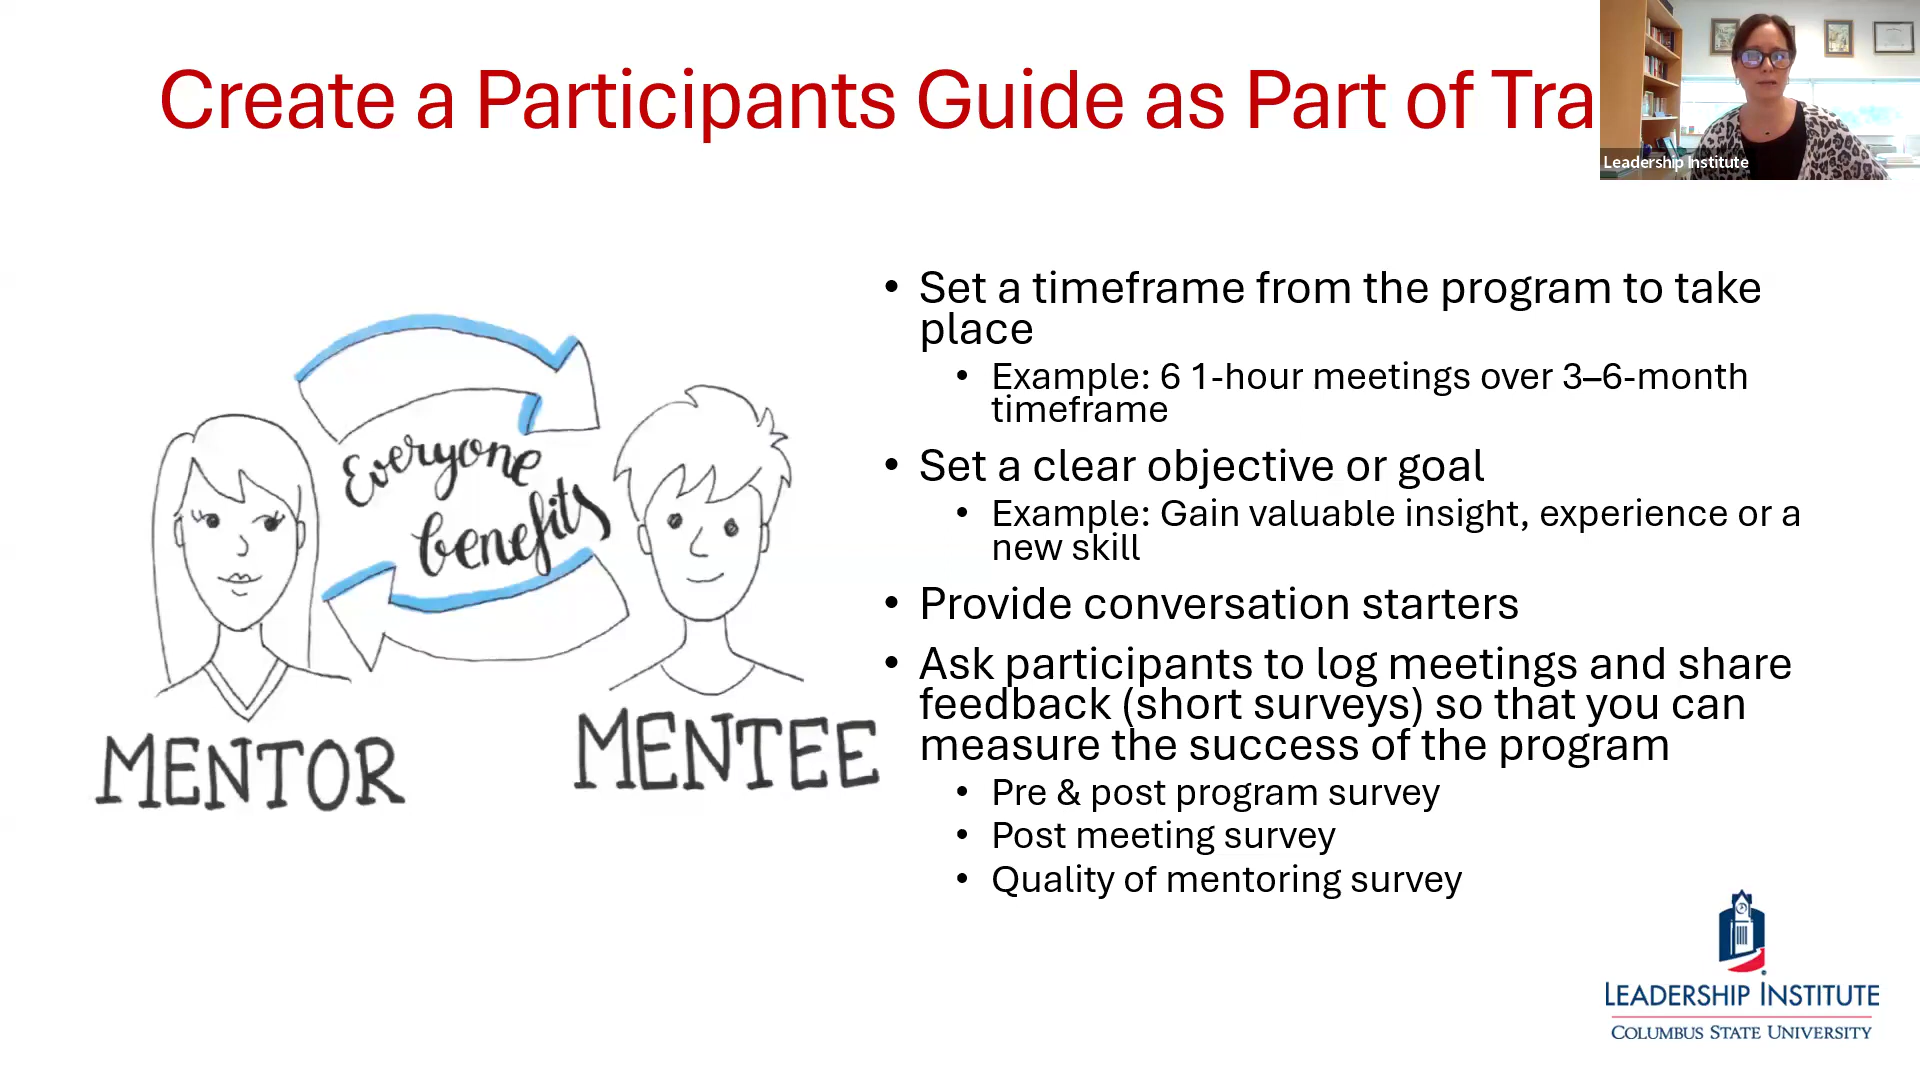 Create a Participants Guide as Part of Tra
Leadership Institute
• Set a timeframe from the program to take
place
• Example: 6 1-hour meetings over 3–6-month
timeframe
• Set a clear objective or goal
• Example: Gain valuable insight, experience or a
new skill
• Provide conversation starters
• Ask participants to log meetings and share
feedback (short surveys) so that you can
measure the success of the program
• Pre & post program survey
• Post meeting survey
• Quality of mentoring survey
Everyone
benefits
MENTOR
MENTEE
LEADERSHIP INSTITUTE
COLUMBUS STATE UNIVERSITY